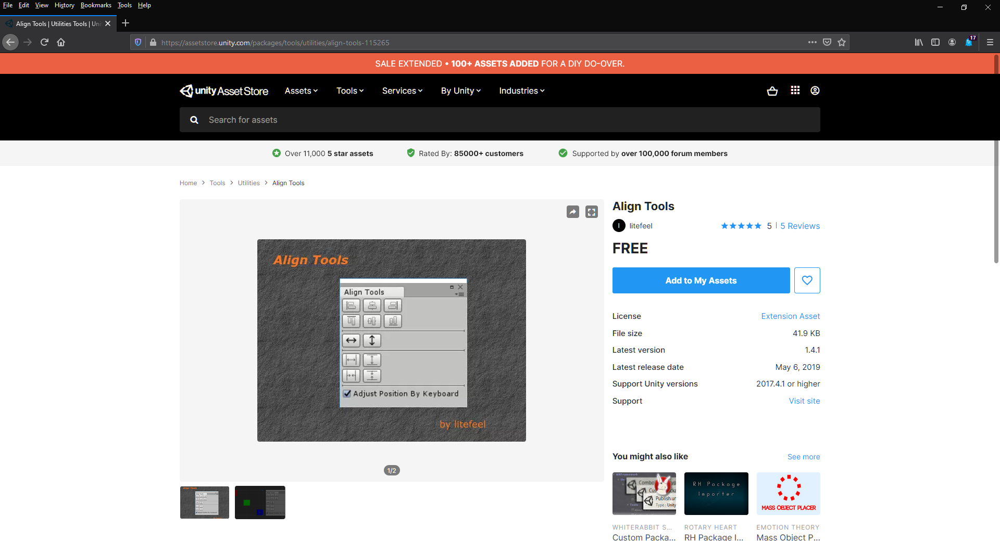 File Edit View History Bookmarks Tools Help
Align Tools | Utilities Tools | Uni
https://assetstore.unity.com/packages/tools/utilities/align-tools-115265
17
SALE EXTENDED • 100+ ASSETS ADDED FOR A DIY DO-OVER.
unity Asset Store
Assets Tools Services By Unity Industries
Search for assets
Over 11,000 5 star assets
Rated By: 85000+ customers
Supported by over 100,000 forum members
Home > Tools > Utilities > Align Tools
Align Tools
Align Tools
Adjust Position By Keyboard
by litefeel
1/2
Align Tools
l litefeel
5 | 5 Reviews
FREE
Add to My Assets
License Extension Asset
File size 41.9 KB
Latest version 1.4.1
Latest release date May 6, 2019
Support Unity versions 2017.4.1 or higher
Support Visit site
You might also like See more
Publish.un
Type : Unity
RH Package
Importer
MASS OBJECT PLACER
WHITERABBIT S...
Custom Packa...
ROTARY HEART
RH Package I...
EMOTION THEORY
Mass Object P...